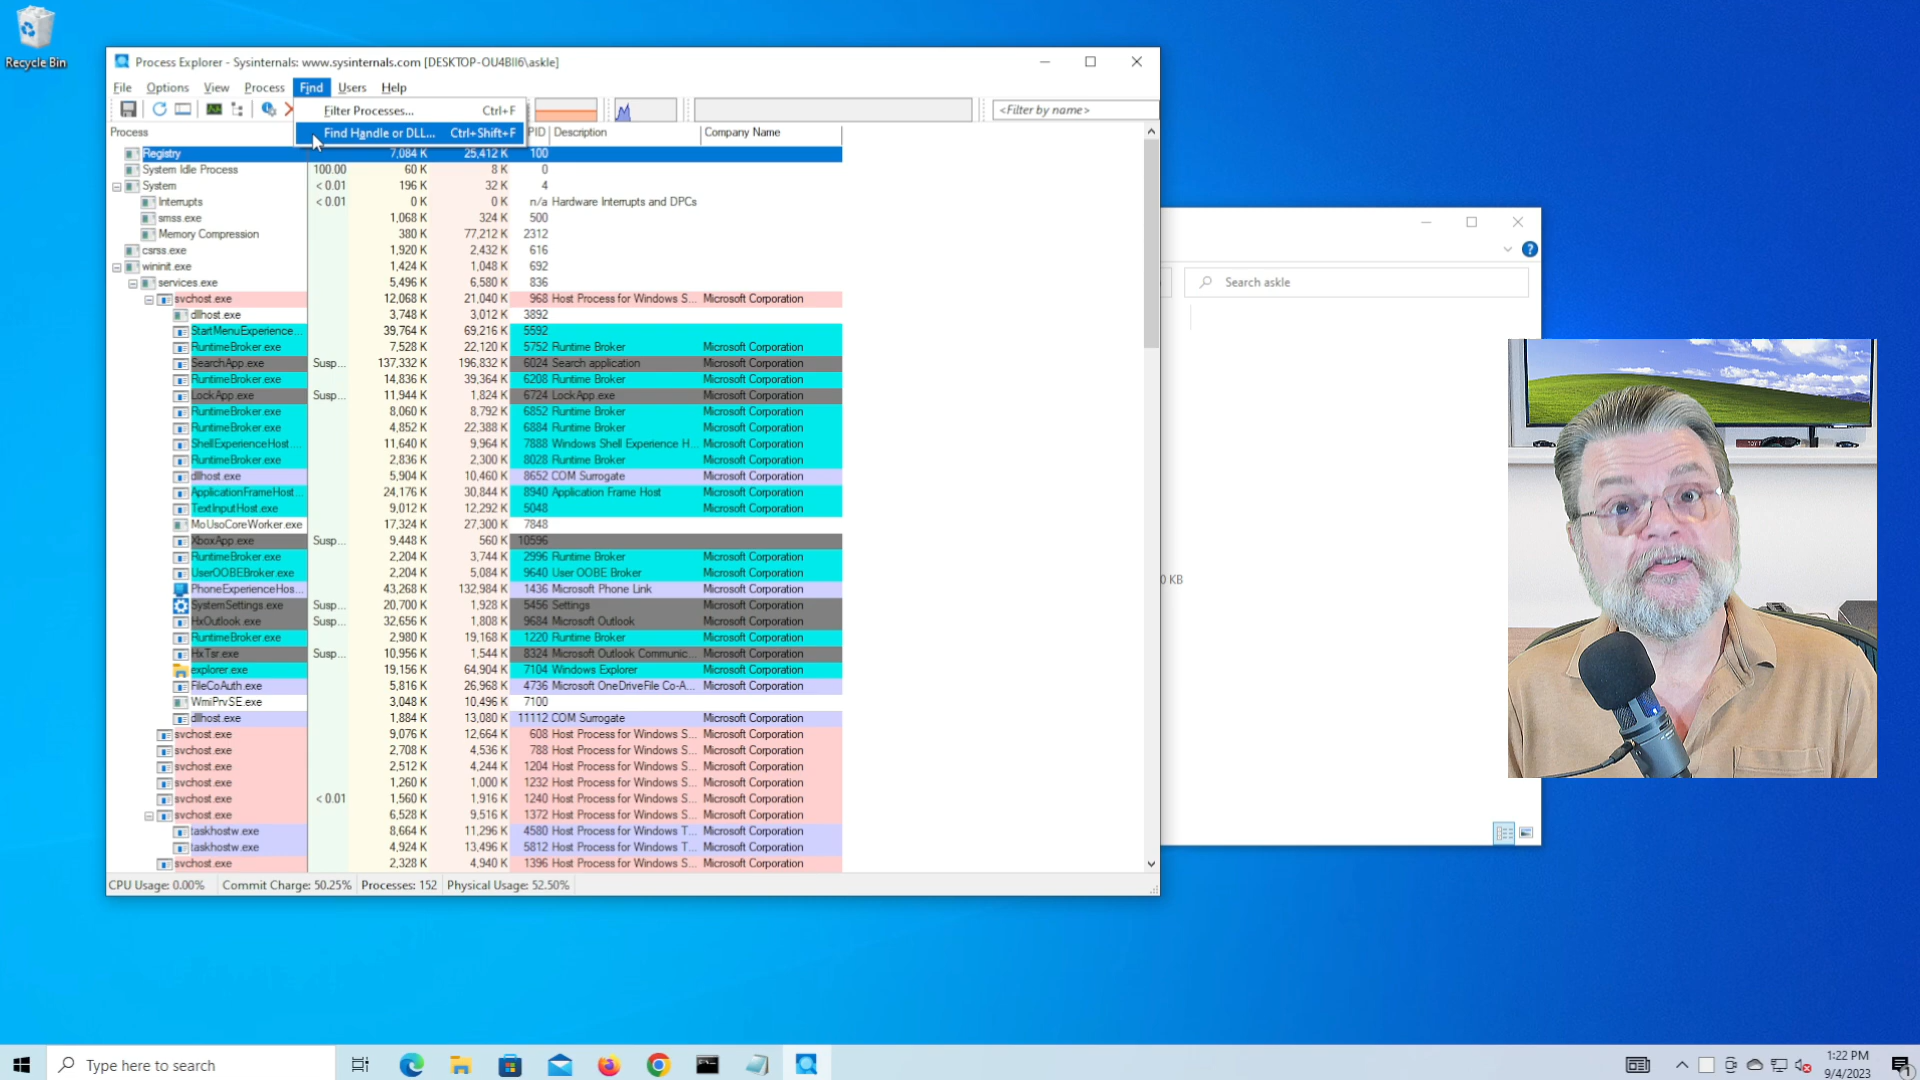 Recycle Bin
Process Explorer - Sysinternals: www.sysinternals.com [DESKTOP-OU4BII6\askle]
File Options View Process Find Users Help
Filter Processes... Ctrl+F
<Filter by name>
Find Handle or DLL... Ctrl+Shift+F
Process PID Description Company Name
Registry 7,084 K 25,412 K 100
System Idle Process 100.00 60 K 8 K 0
System < 0.01 196 K 32 K 4
Interrupts < 0.01 0 K 0 K n/a Hardware Interrupts and DPCs
smss.exe 1,068 K 324 K 500
Memory Compression 380 K 77,212 K 2312
csrss.exe 1,920 K 2,432 K 616
wininit.exe 1,424 K 1,048 K 692
services.exe 5,496 K 6,580 K 836
svchost.exe 12,068 K 21,040 K 968 Host Process for Windows S... Microsoft Corporation
dllhost.exe 3,748 K 3,012 K 3892
StartMenuExperience... 39,764 K 69,216 K 5592
RuntimeBroker.exe 7,528 K 22,120 K 5752 Runtime Broker Microsoft Corporation
SearchApp.exe Susp... 137,332 K 196,832 K 6024 Search application Microsoft Corporation
RuntimeBroker.exe 14,836 K 39,364 K 6208 Runtime Broker Microsoft Corporation
LockApp.exe Susp... 11,944 K 1,824 K 6724 LockApp.exe Microsoft Corporation
RuntimeBroker.exe 8,060 K 8,792 K 6852 Runtime Broker Microsoft Corporation
RuntimeBroker.exe 4,852 K 22,388 K 6884 Runtime Broker Microsoft Corporation
ShellExperienceHost... 11,640 K 9,964 K 7888 Windows Shell Experience H... Microsoft Corporation
RuntimeBroker.exe 2,836 K 2,300 K 8028 Runtime Broker Microsoft Corporation
dllhost.exe 5,904 K 10,460 K 8652 COM Surrogate Microsoft Corporation
ApplicationFrameHost... 24,176 K 30,844 K 8940 Application Frame Host Microsoft Corporation
TextInputHost.exe 9,012 K 12,292 K 5048 Microsoft Corporation
MoUsoCoreWorker.exe 17,324 K 27,300 K 7848
XboxApp.exe Susp... 9,448 K 560 K 10596
RuntimeBroker.exe 2,204 K 3,744 K 2996 Runtime Broker Microsoft Corporation
UserOOBEBroker.exe 2,204 K 5,084 K 9640 User OOBE Broker Microsoft Corporation
PhoneExperienceHos... 43,268 K 132,984 K 1436 Microsoft Phone Link Microsoft Corporation
SystemSettings.exe Susp... 20,700 K 1,928 K 5456 Settings Microsoft Corporation
HxOutlook.exe Susp... 32,656 K 1,808 K 9684 Microsoft Outlook Microsoft Corporation
RuntimeBroker.exe 2,980 K 19,168 K 1220 Runtime Broker Microsoft Corporation
HxTsr.exe Susp... 10,956 K 1,544 K 8324 Microsoft Outlook Communic... Microsoft Corporation
explorer.exe 19,156 K 64,904 K 7104 Windows Explorer Microsoft Corporation
FileCoAuth.exe 5,816 K 26,968 K 4736 Microsoft OneDriveFile Co-A... Microsoft Corporation
WmiPrvSE.exe 3,048 K 10,496 K 7100
dllhost.exe 1,884 K 13,080 K 11112 COM Surrogate Microsoft Corporation
svchost.exe 9,076 K 12,664 K 608 Host Process for Windows S... Microsoft Corporation
svchost.exe 2,708 K 4,536 K 788 Host Process for Windows S... Microsoft Corporation
svchost.exe 2,512 K 4,244 K 1204 Host Process for Windows S... Microsoft Corporation
svchost.exe 1,260 K 1,000 K 1232 Host Process for Windows S... Microsoft Corporation
svchost.exe < 0.01 1,560 K 1,916 K 1240 Host Process for Windows S... Microsoft Corporation
svchost.exe 6,528 K 9,516 K 1372 Host Process for Windows S... Microsoft Corporation
taskhostw.exe 8,664 K 11,296 K 4580 Host Process for Windows T... Microsoft Corporation
taskhostw.exe 4,924 K 13,496 K 5812 Host Process for Windows T... Microsoft Corporation
svchost.exe 2,328 K 4,940 K 1396 Host Process for Windows S... Microsoft Corporation
CPU Usage: 0.00% Commit Charge: 50.25% Processes: 152 Physical Usage: 52.50%
Search askle
0 KB
Type here to search
1:22 PM
9/4/2023
1